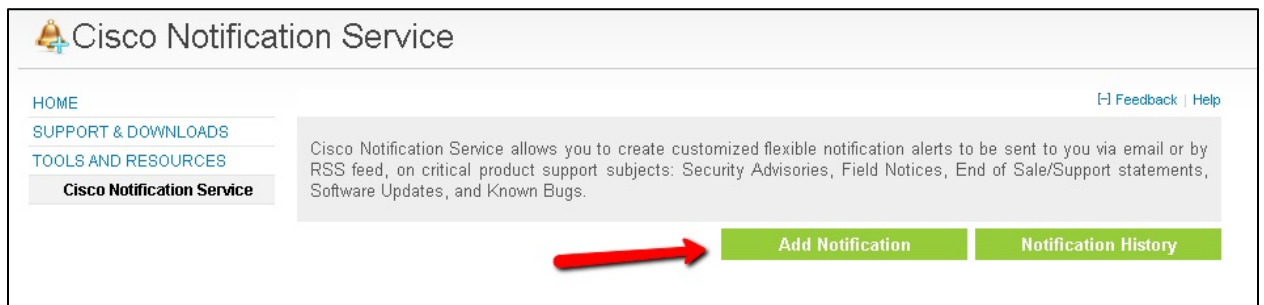 Cisco Notification Service
HOME
[-] Feedback | Help
SUPPORT & DOWNLOADS
TOOLS AND RESOURCES
Cisco Notification Service
Cisco Notification Service allows you to create customized flexible notification alerts to be sent to you via email or by
RSS feed, on critical product support subjects: Security Advisories, Field Notices, End of Sale/Support statements,
Software Updates, and Known Bugs.
Add Notification
Notification History